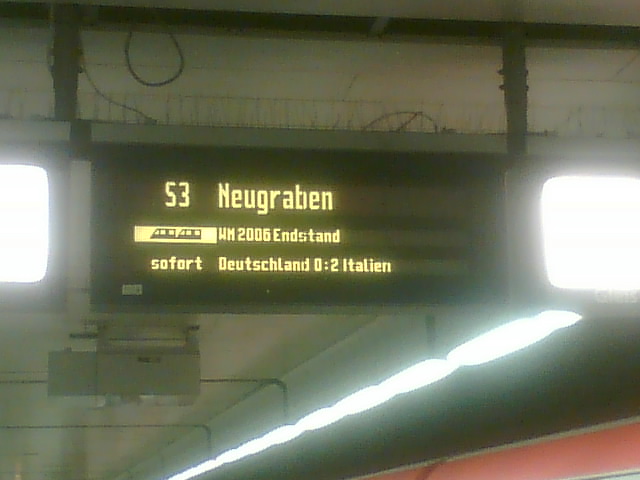 S3 Neugraben
WM 2006 Endstand
sofort Deutschland 0:2 Italien